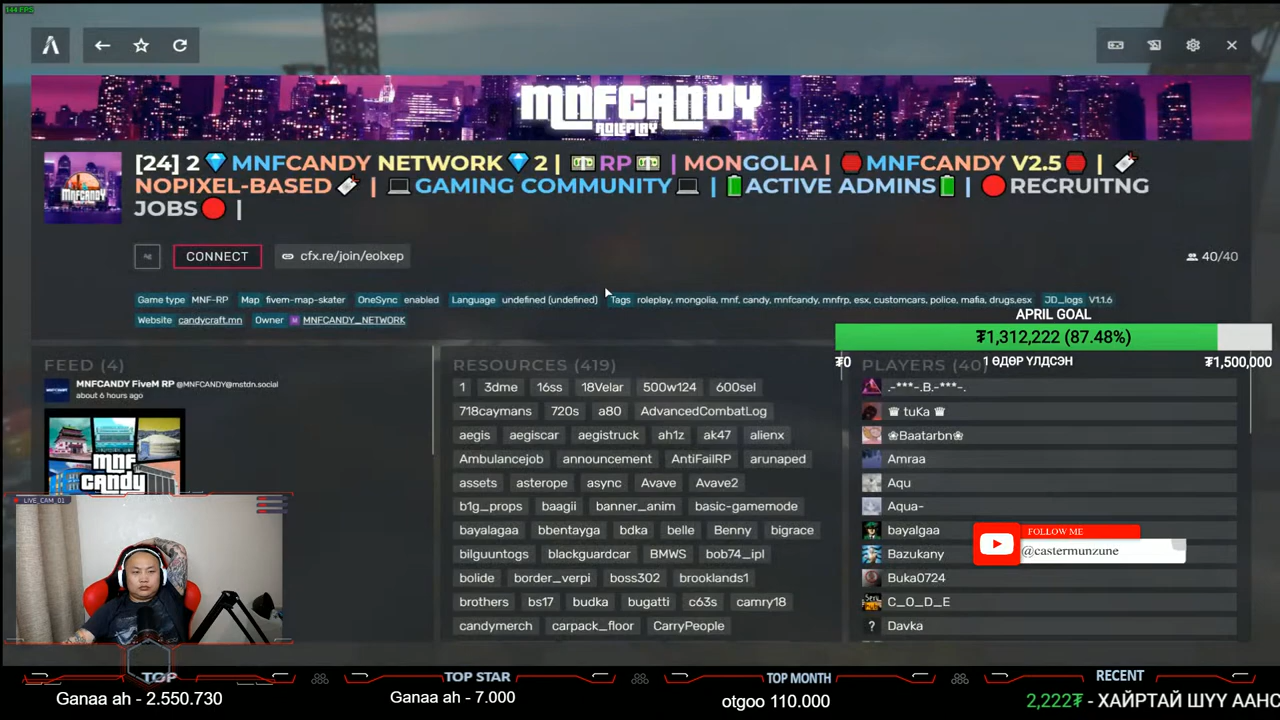 144 FPS
MNFCANDY
ROLEPLAY
[24] 2💎MNFCANDY NETWORK💎 2 | 💵RP💵 | MONGOLIA | 🛑MNFCANDY V2.5🛑 |
NOPIXEL-BASED | 💻GAMING COMMUNITY💻 | 🔋ACTIVE ADMINS🔋 | 🔴RECRUITNG
JOBS🔴 |
CONNECT
cfx.re/join/eolxep
40/40
Game type MNF-RP Map fivem-map-skater OneSync enabled Language undefined (undefined) Tags roleplay, mongolia, mnf, candy, mnfcandy, mnfrp, esx, customcars, police, mafia, drugs,esx JD_logs V1.1.6
Website candycraft.mn Owner M MNFCANDY_NETWORK
APRIL GOAL
₮1,312,222 (87.48%)
₮0
1 ӨДӨР ҮЛДСЭН
₮1,500,000
FEED (4)
MNFCANDY FiveM RP @MNFCANDY@mstdn.social
about 6 hours ago
MNF
CANDY
RESOURCES (419)
1 3dme 16ss 18Velar 500w124 600sel
718caymans 720s a80 AdvancedCombatLog
aegis aegiscar aegistruck ah1z ak47 alienx
Ambulancejob announcement AntiFailRP arunaped
assets asterope async Avave Avave2
b1g_props baagii banner_anim basic-gamemode
bayalagaa bbentayga bdka belle Benny bigrace
bilguuntogs blackguardcar BMWS bob74_ipl
bolide border_verpi boss302 brooklands1
brothers bs17 budka bugatti c63s camry18
candymerch carpack_floor CarryPeople
PLAYERS (40)
.-***-.B.-***-.
♛ tuKa ♛
❀Baatarbn❀
Amraa
Aqu
Aqua-
bayalgaa
Bazukany
Buka0724
C_O_D_E
? Davka
FOLLOW ME
@castermunzune
LIVE_CAM_01
TOP
Ganaa ah - 2.550.730
TOP STAR
Ganaa ah - 7.000
TOP MONTH
otgoo 110.000
RECENT
2,222₮ - ХАЙРТАЙ ШҮҮ ААНС